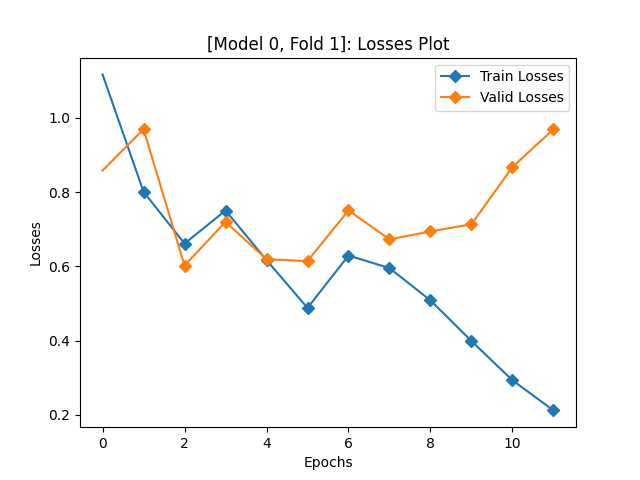 [Model 0, Fold 1]: Losses Plot
Train Losses
Valid Losses
1.0
0.8
0.6
0.4
0.2
Losses
0 2 4 6 8 10
Epochs